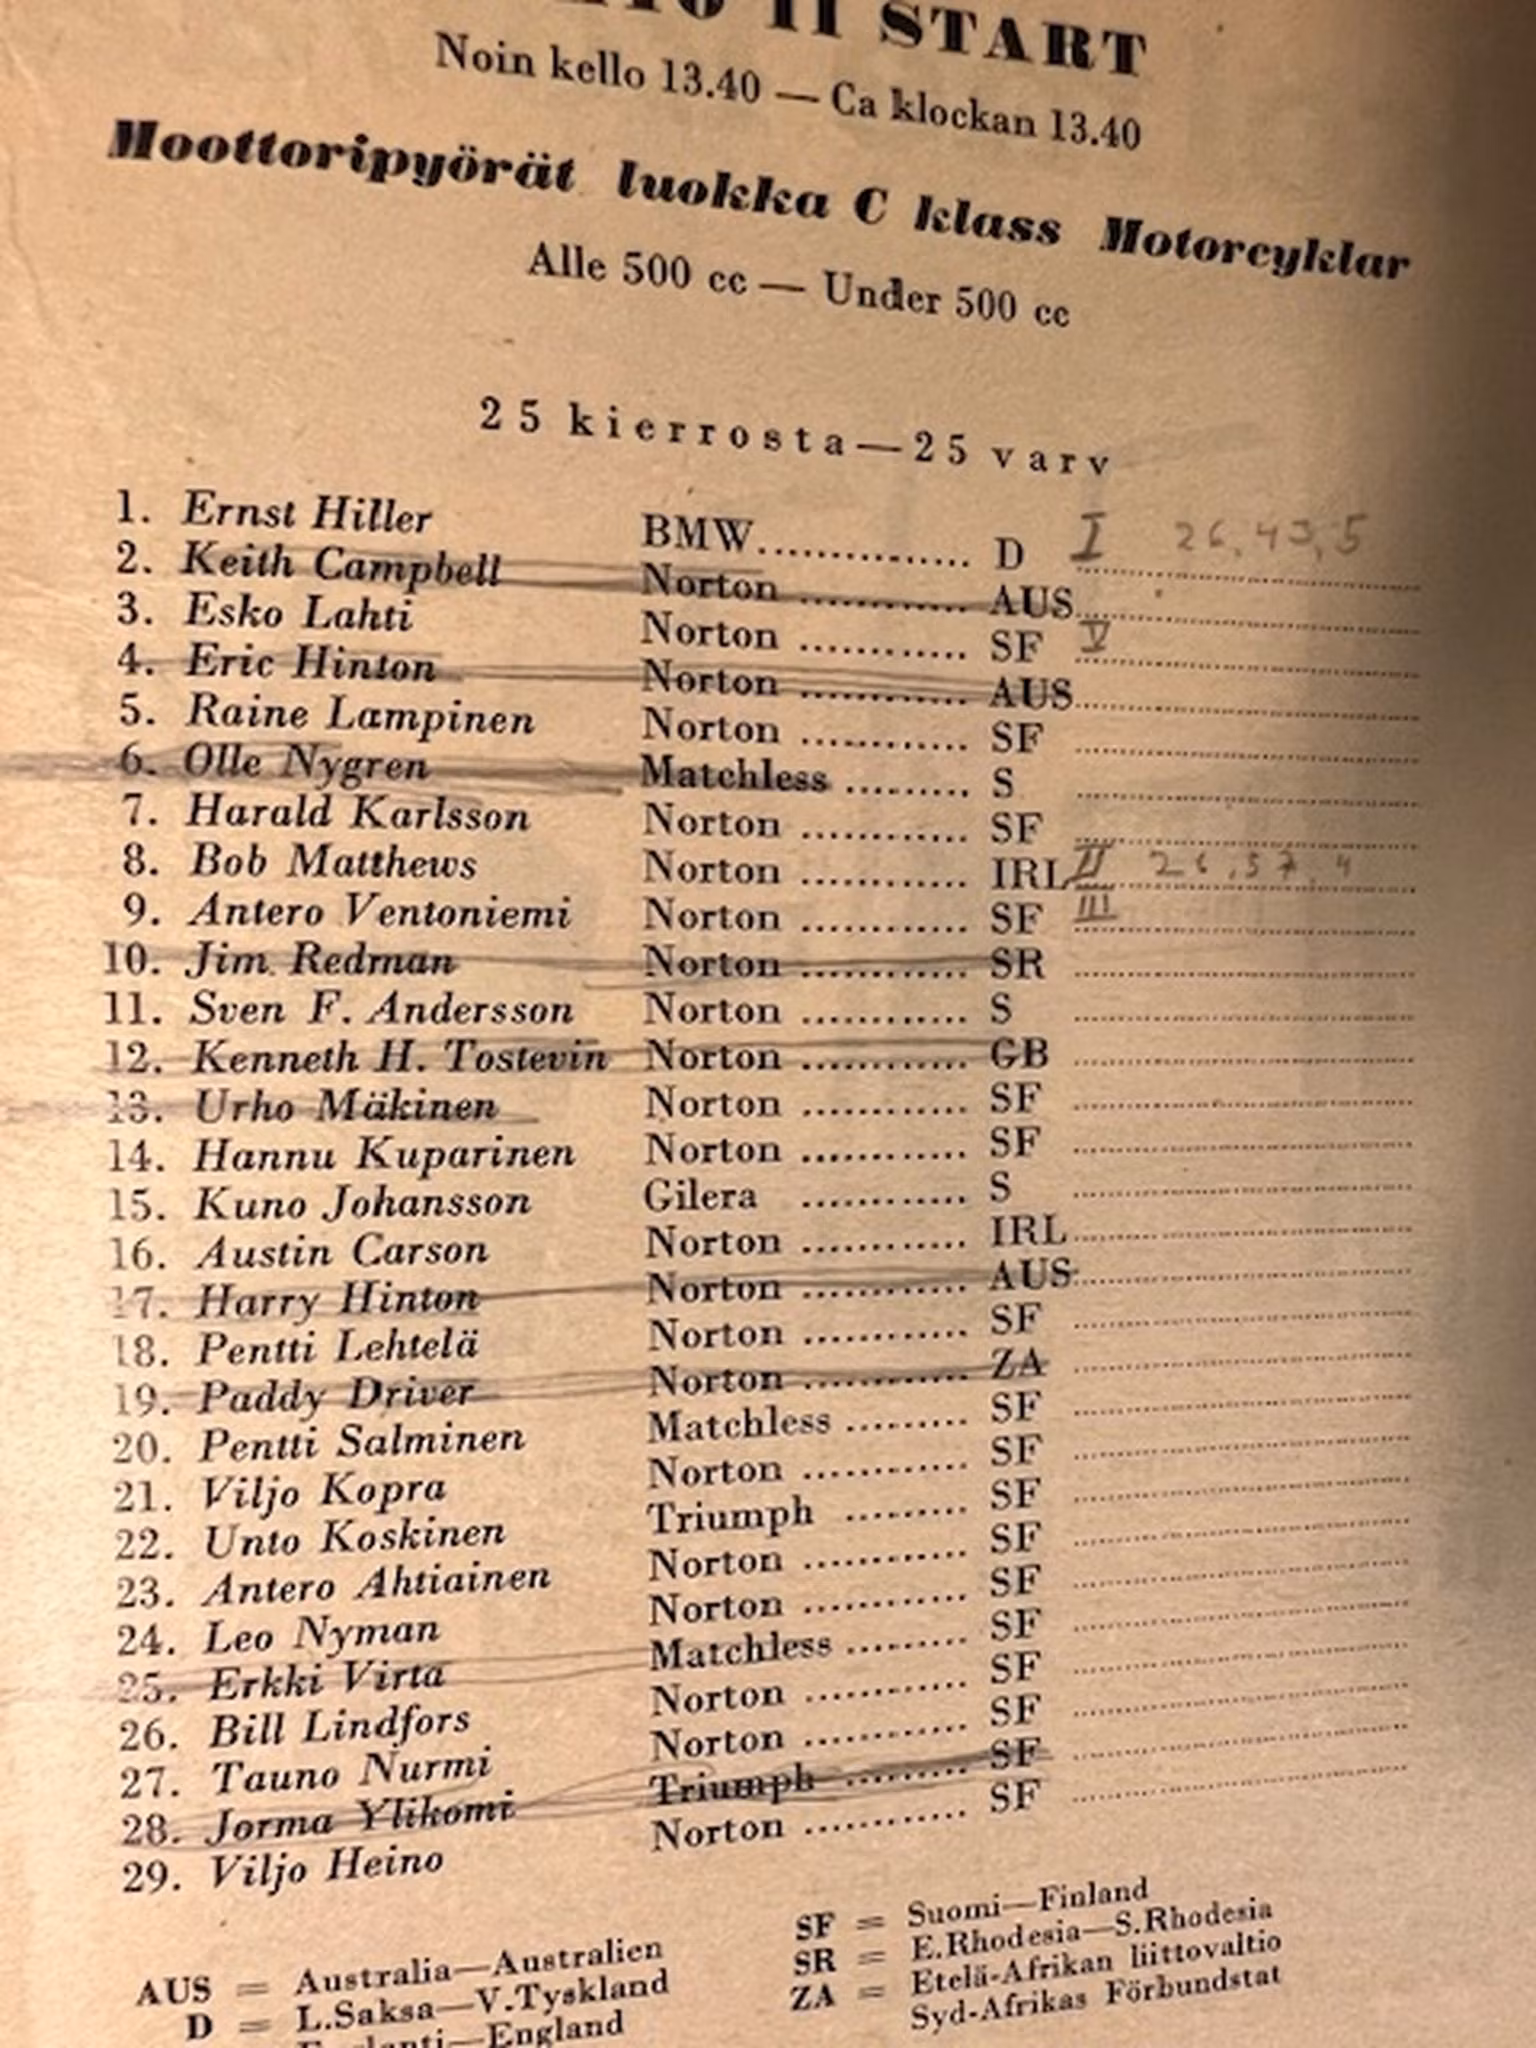 II START
Noin kello 13.40 — Ca klockan 13.40
Moottoripyörät luokka C klass Motorcyklar
Alle 500 cc — Under 500 cc
25 kierrosta—25 varv
1. Ernst Hiller BMW............... D I 26,43,5
2. Keith Campbell Norton ............ AUS
3. Esko Lahti Norton ............ SF V
4. Eric Hinton Norton ............ AUS
5. Raine Lampinen Norton ............ SF
6. Olle Nygren Matchless ......... S
7. Harald Karlsson Norton ............ SF
8. Bob Matthews Norton ............ IRL II 26,57,4
9. Antero Ventoniemi Norton ............ SF III
10. Jim Redman Norton ............ SR
11. Sven F. Andersson Norton ............ S
12. Kenneth H. Tostevin Norton ............ GB
13. Urho Mäkinen Norton ............ SF
14. Hannu Kuparinen Norton ............ SF
15. Kuno Johansson Gilera ............ S
16. Austin Carson Norton ............ IRL
17. Harry Hinton Norton ............ AUS
18. Pentti Lehtelä Norton ............ SF
19. Paddy Driver Norton ............ ZA
20. Pentti Salminen Matchless ......... SF
21. Viljo Kopra Norton ............ SF
22. Unto Koskinen Triumph ......... SF
23. Antero Ahtiainen Norton ............ SF
24. Leo Nyman Norton ............ SF
25. Erkki Virta Matchless ......... SF
26. Bill Lindfors Norton ............ SF
27. Tauno Nurmi Norton ............ SF
28. Jorma Ylikomi Triumph ......... SF
29. Viljo Heino Norton ............ SF
AUS = Australia—Australien
D = L.Saksa—V.Tyskland
England
SF = Suomi—Finland
SR = E.Rhodesia—S.Rhodesia
ZA = Etelä-Afrikan liittovaltio
Syd-Afrikas Förbundstat